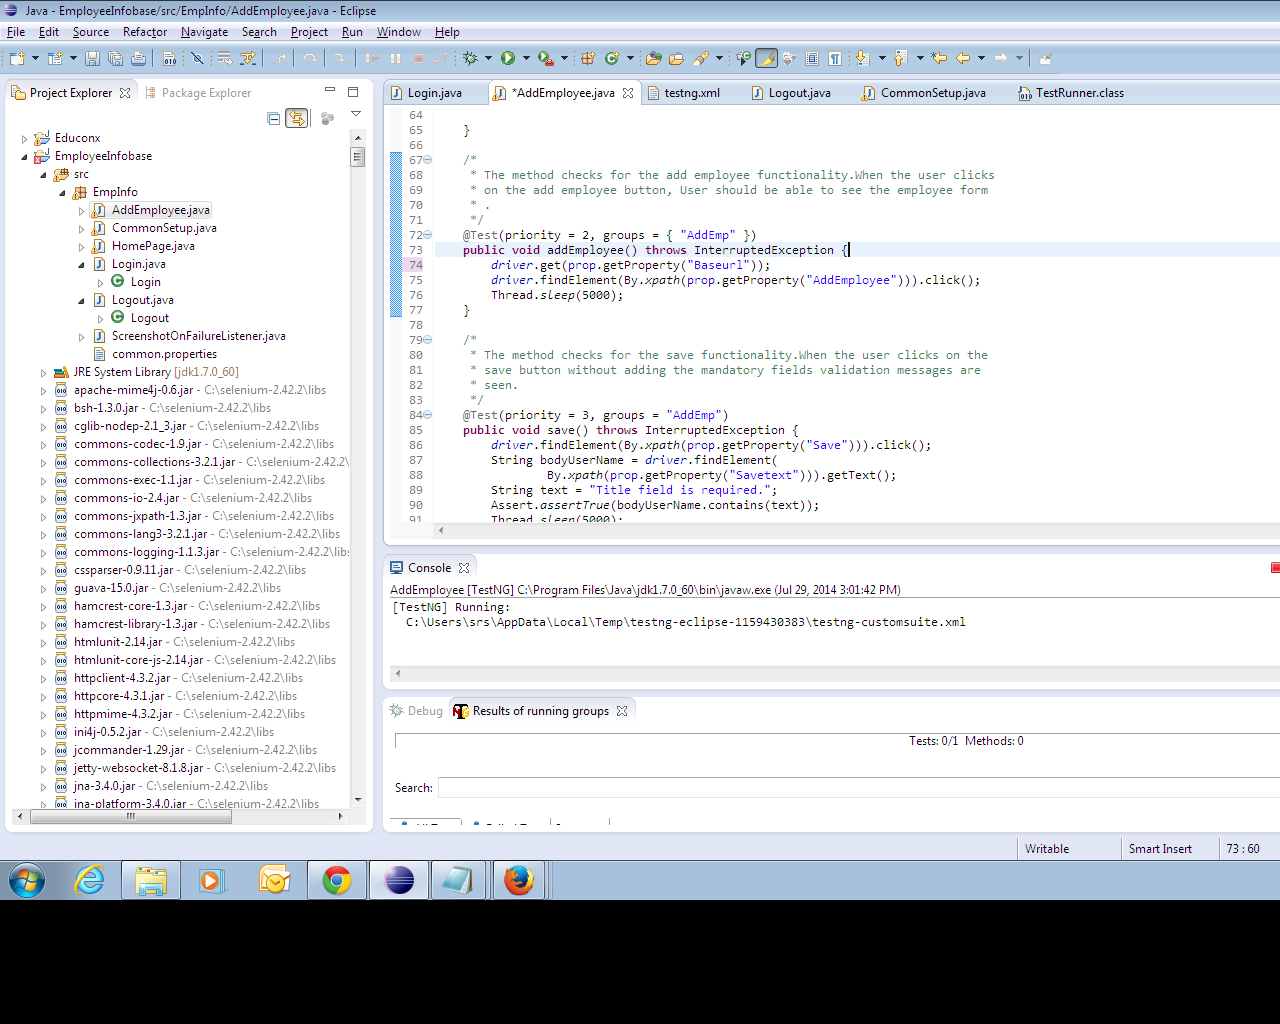 Java - EmployeeInfobase/src/EmpInfo/AddEmployee.java - Eclipse
File Edit Source Refactor Navigate Search Project Run Window Help
Project Explorer Package Explorer
Educonx
EmployeeInfobase
src
EmpInfo
AddEmployee.java
CommonSetup.java
HomePage.java
Login.java
Login
Logout.java
Logout
ScreenshotOnFailureListener.java
common.properties
JRE System Library [jdk1.7.0_60]
apache-mime4j-0.6.jar - C:\selenium-2.42.2\libs
bsh-1.3.0.jar - C:\selenium-2.42.2\libs
cglib-nodep-2.1_3.jar - C:\selenium-2.42.2\libs
commons-codec-1.9.jar - C:\selenium-2.42.2\libs
commons-collections-3.2.1.jar - C:\selenium-2.42.2\
commons-exec-1.1.jar - C:\selenium-2.42.2\libs
commons-io-2.4.jar - C:\selenium-2.42.2\libs
commons-jxpath-1.3.jar - C:\selenium-2.42.2\libs
commons-lang3-3.2.1.jar - C:\selenium-2.42.2\libs
commons-logging-1.1.3.jar - C:\selenium-2.42.2\lib
cssparser-0.9.11.jar - C:\selenium-2.42.2\libs
guava-15.0.jar - C:\selenium-2.42.2\libs
hamcrest-core-1.3.jar - C:\selenium-2.42.2\libs
hamcrest-library-1.3.jar - C:\selenium-2.42.2\libs
htmlunit-2.14.jar - C:\selenium-2.42.2\libs
htmlunit-core-js-2.14.jar - C:\selenium-2.42.2\libs
httpclient-4.3.2.jar - C:\selenium-2.42.2\libs
httpcore-4.3.1.jar - C:\selenium-2.42.2\libs
httpmime-4.3.2.jar - C:\selenium-2.42.2\libs
ini4j-0.5.2.jar - C:\selenium-2.42.2\libs
jcommander-1.29.jar - C:\selenium-2.42.2\libs
jetty-websocket-8.1.8.jar - C:\selenium-2.42.2\libs
jna-3.4.0.jar - C:\selenium-2.42.2\libs
jna-platform-3.4.0.jar - C:\selenium-2.42.2\libs
Login.java *AddEmployee.java testng.xml Logout.java CommonSetup.java TestRunner.class
64
65 }
66
67 /*
68 * The method checks for the add employee functionality.When the user clicks
69 * on the add employee button, User should be able to see the employee form
70 * .
71 */
72 @Test(priority = 2, groups = { "AddEmp" })
73 public void addEmployee() throws InterruptedException {
74 driver.get(prop.getProperty("Baseurl"));
75 driver.findElement(By.xpath(prop.getProperty("AddEmployee"))).click();
76 Thread.sleep(5000);
77 }
78
79 /*
80 * The method checks for the save functionality.When the user clicks on the
81 * save button without adding the mandatory fields validation messages are
82 * seen.
83 */
84 @Test(priority = 3, groups = "AddEmp")
85 public void save() throws InterruptedException {
86 driver.findElement(By.xpath(prop.getProperty("Save"))).click();
87 String bodyUserName = driver.findElement(
88 By.xpath(prop.getProperty("Savetext"))).getText();
89 String text = "Title field is required.";
90 Assert.assertTrue(bodyUserName.contains(text));
91 Thread.sleep(5000);
Console
AddEmployee [TestNG] C:\Program Files\Java\jdk1.7.0_60\bin\javaw.exe (Jul 29, 2014 3:01:42 PM)
[TestNG] Running:
C:\Users\srs\AppData\Local\Temp\testng-eclipse-1159430383\testng-customsuite.xml
Debug Results of running groups
Tests: 0/1 Methods: 0
Search:
Writable Smart Insert 73 : 60